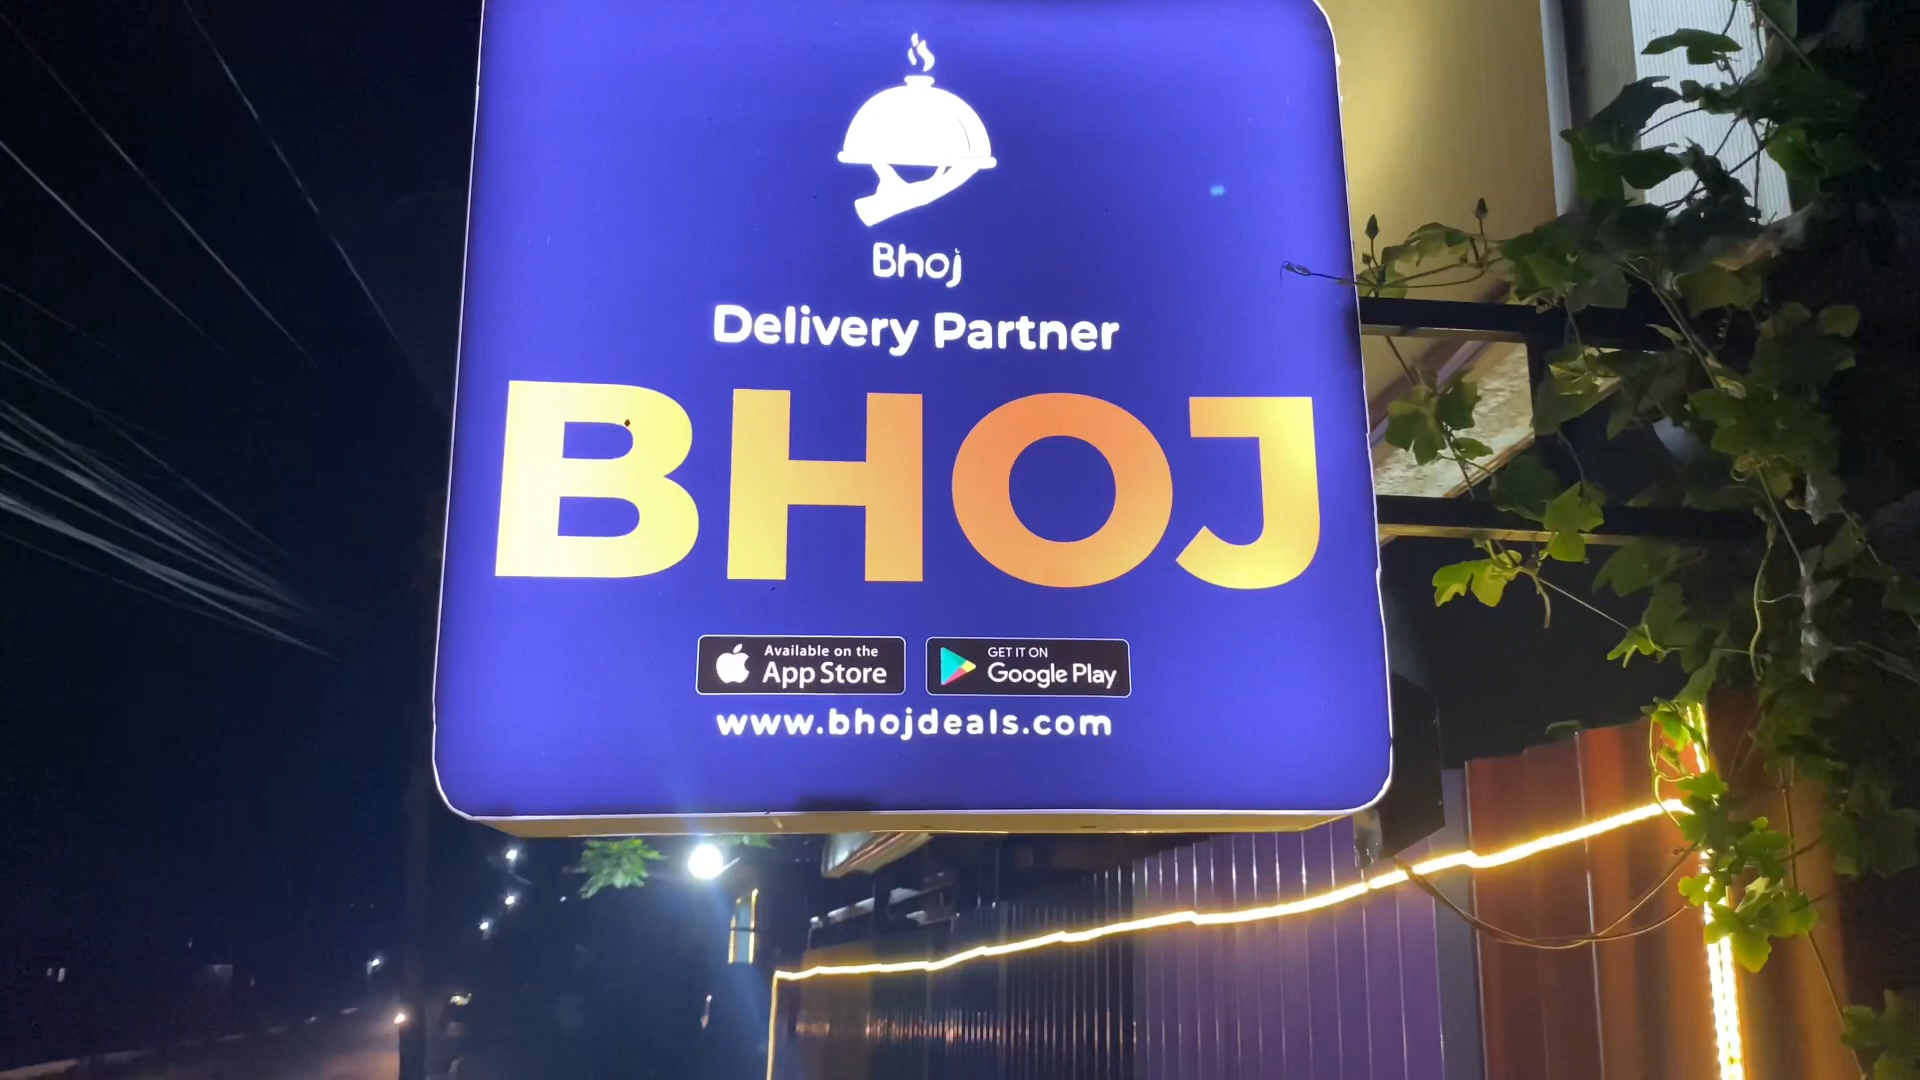 Bhoj
Delivery Partner
BHOJ
Available on the
App Store
GET IT ON
Google Play
www.bhojdeals.com